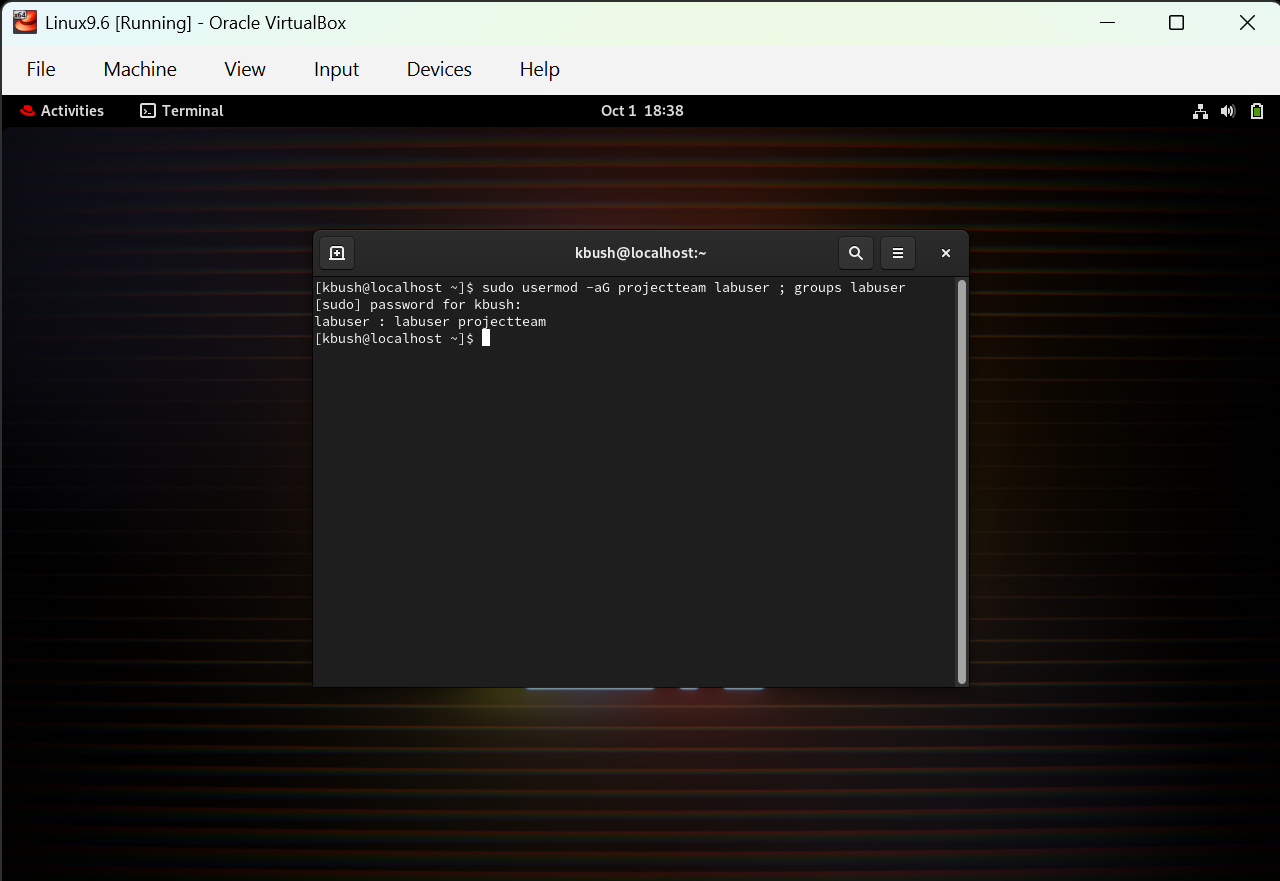 x64
Linux9.6 [Running] - Oracle VirtualBox
File Machine View Input Devices Help
Activities Terminal Oct 1 18:38
kbush@localhost:~
[kbush@localhost ~]$ sudo usermod -aG projectteam labuser ; groups labuser
[sudo] password for kbush:
labuser : labuser projectteam
[kbush@localhost ~]$